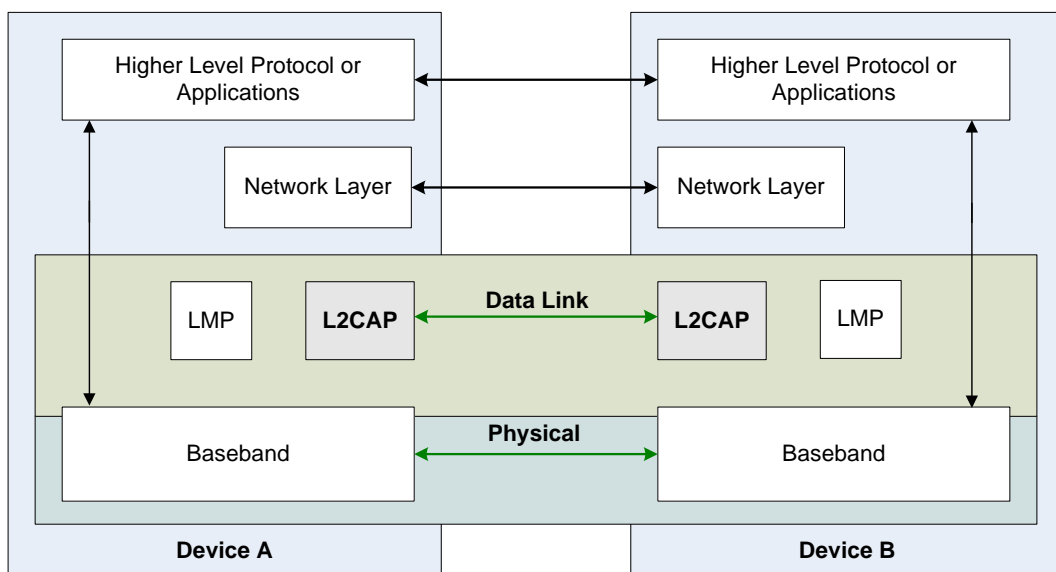 Higher Level Protocol or
Applications
Higher Level Protocol or
Applications
Network Layer
Network Layer
LMP
L2CAP
Data Link
L2CAP
LMP
Baseband
Physical
Baseband
Device A
Device B